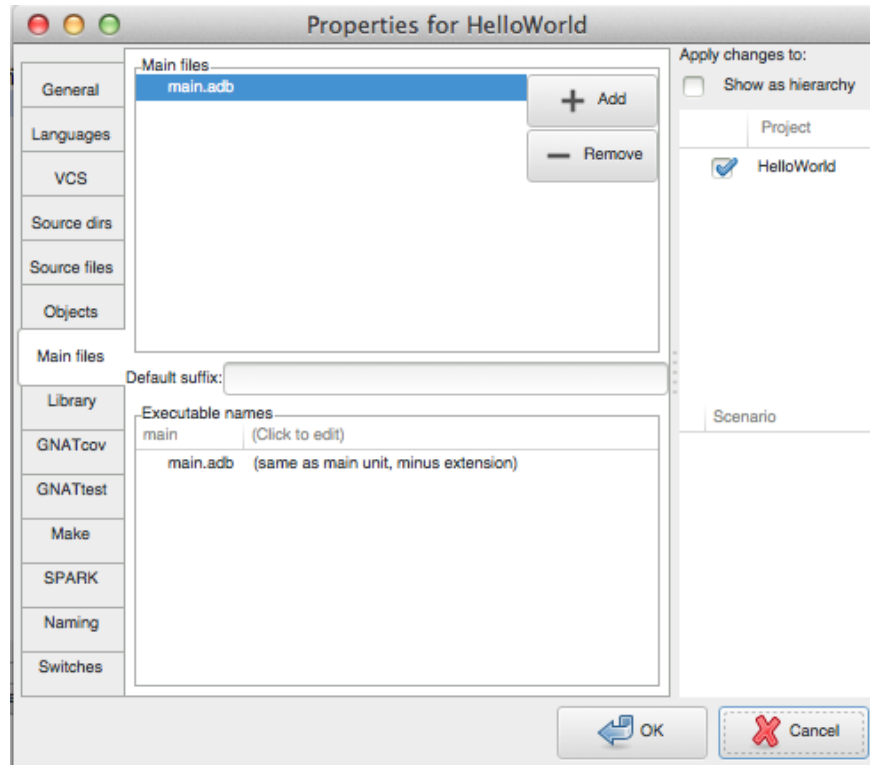 Properties for HelloWorld
General
Languages
VCS
Source dirs
Source files
Objects
Main files
Library
GNATcov
GNATtest
Make
SPARK
Naming
Switches
Main files
main.adb
Add
Remove
Default suffix:
Executable names
main (Click to edit)
main.adb (same as main unit, minus extension)
Apply changes to:
Show as hierarchy
Project
HelloWorld
Scenario
OK
Cancel